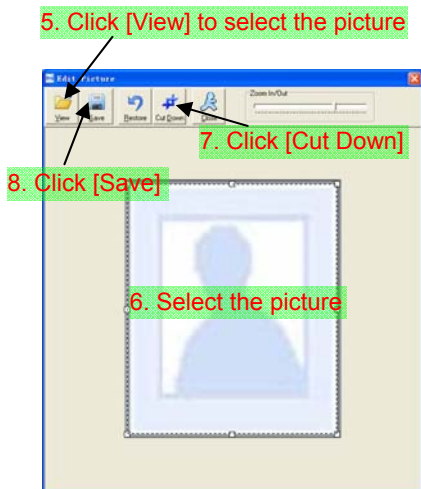 5. Click [View] to select the picture
Edit Picture
View Save Restore Cut Down Close
Zoom In/Out
7. Click [Cut Down]
8. Click [Save]
6. Select the picture